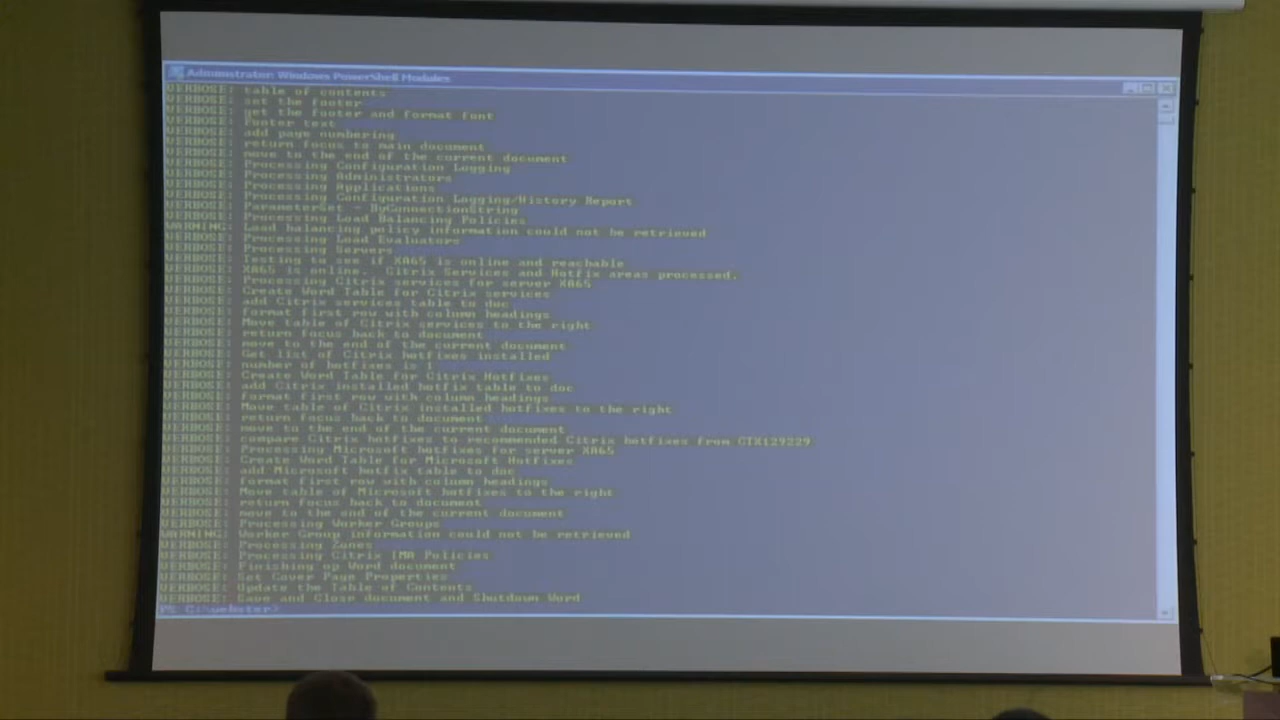 Administrator: Windows PowerShell Modules
VERBOSE: table of contents
VERBOSE: set the footer
VERBOSE: get the footer and format font
VERBOSE: Footer text
VERBOSE: add page numbering
VERBOSE: return focus to main document
VERBOSE: move to the end of the current document
VERBOSE: Processing Configuration Logging
VERBOSE: Processing Administrators
VERBOSE: Processing Applications
VERBOSE: Processing Configuration Logging/History Report
VERBOSE: ParameterSet - ByConnectionString
VERBOSE: Processing Load Balancing Policies
WARNING: Load balancing policy information could not be retrieved
VERBOSE: Processing Load Evaluators
VERBOSE: Processing Servers
VERBOSE: Testing to see if XA65 is online and reachable
VERBOSE: XA65 is online. Citrix Services and Hotfix areas processed.
VERBOSE: Processing Citrix services for server XA65
VERBOSE: Create Word Table for Citrix services
VERBOSE: add Citrix services table to doc
VERBOSE: format first row with column headings
VERBOSE: Move table of Citrix services to the right
VERBOSE: return focus back to document
VERBOSE: move to the end of the current document
VERBOSE: Get list of Citrix hotfixes installed
VERBOSE: number of hotfixes is 1
VERBOSE: Create Word Table for Citrix Hotfixes
VERBOSE: add Citrix installed hotfix table to doc
VERBOSE: format first row with column headings
VERBOSE: Move table of Citrix installed hotfixes to the right
VERBOSE: return focus back to document
VERBOSE: move to the end of the current document
VERBOSE: compare Citrix hotfixes to recommended Citrix hotfixes from CTX129229
VERBOSE: Processing Microsoft hotfixes for server XA65
VERBOSE: Create Word Table for Microsoft Hotfixes
VERBOSE: add Microsoft hotfix table to doc
VERBOSE: format first row with column headings
VERBOSE: Move table of Microsoft hotfixes to the right
VERBOSE: return focus back to document
VERBOSE: move to the end of the current document
VERBOSE: Processing Worker Groups
WARNING: Worker Group information could not be retrieved
VERBOSE: Processing Zones
VERBOSE: Processing Citrix IMA Policies
VERBOSE: Finishing up Word document
VERBOSE: Set Cover Page Properties
VERBOSE: Update the Table of Contents
VERBOSE: Save and Close document and Shutdown Word
PS C:\webster>